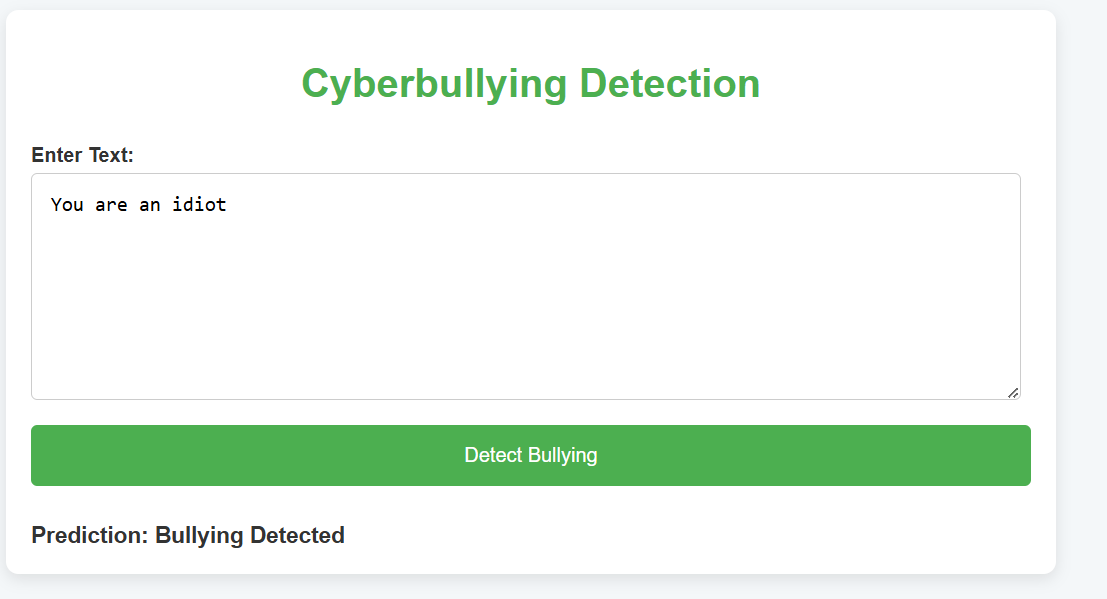 Cyberbullying Detection
Enter Text:
You are an idiot
Detect Bullying
Prediction: Bullying Detected